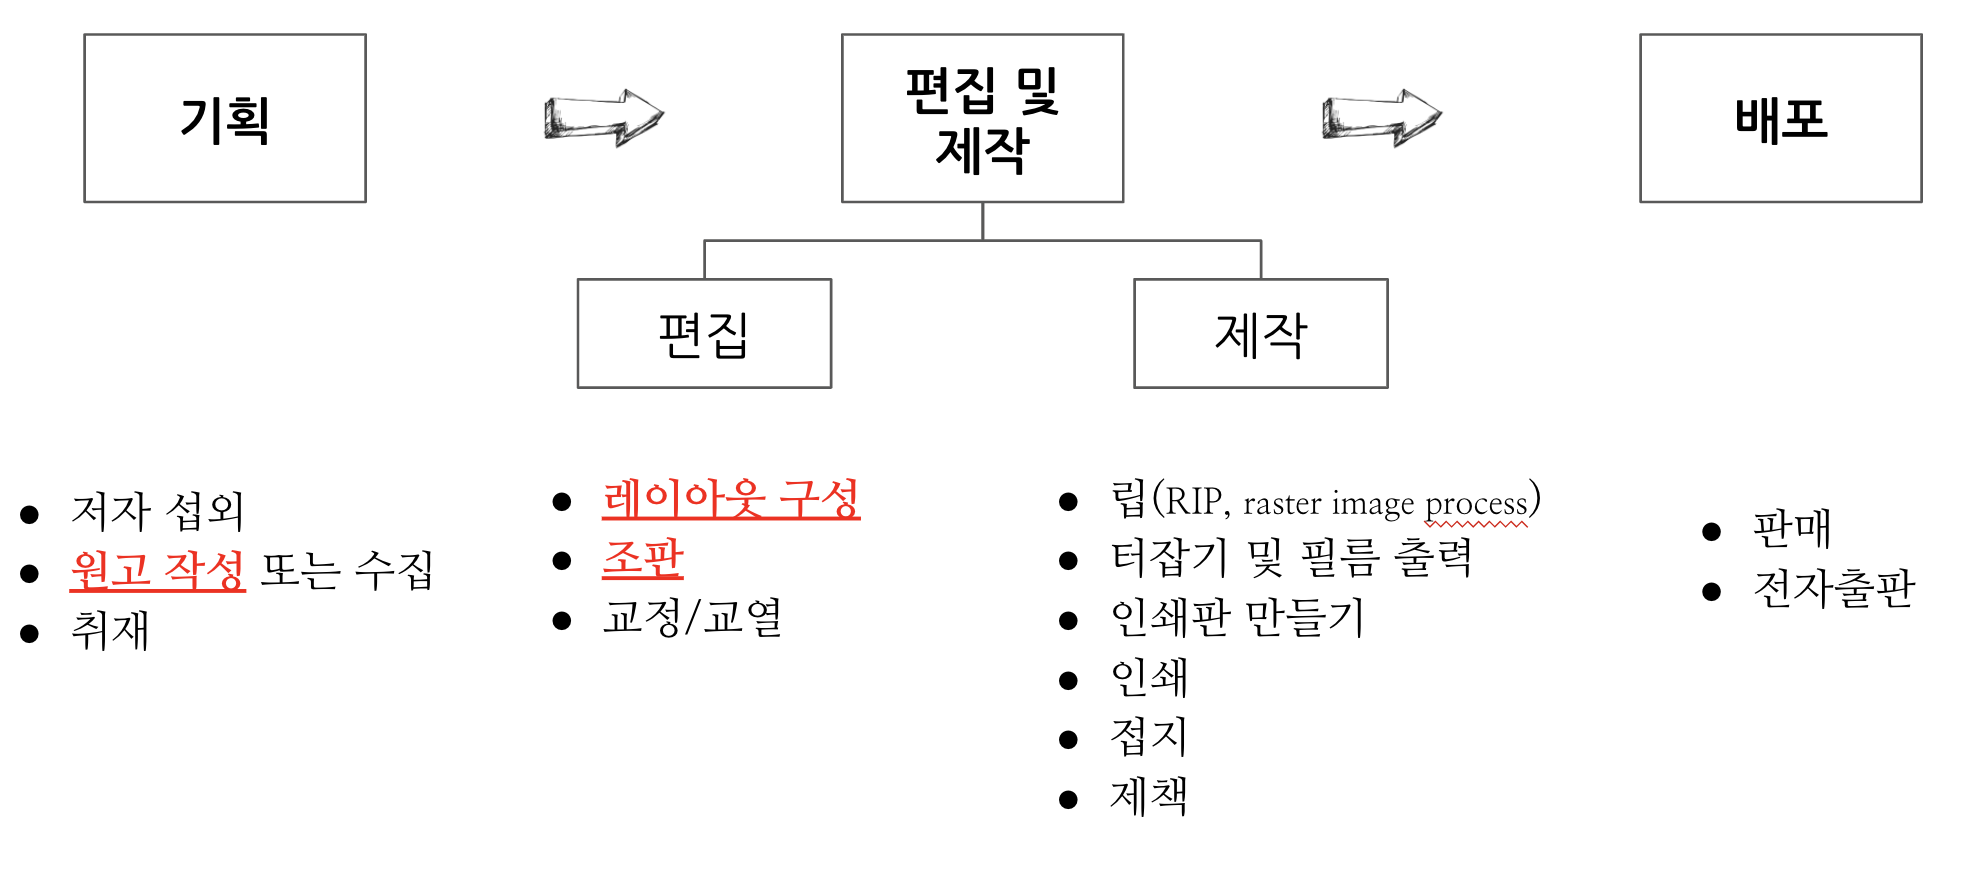 기획
편집 및
제작
배포
편집
제작
● 저자 섭외
● 원고 작성 또는 수집
● 취재
● 레이아웃 구성
● 조판
● 교정/교열
● 립(RIP, raster image process)
● 터잡기 및 필름 출력
● 인쇄판 만들기
● 인쇄
● 접지
● 제책
● 판매
● 전자출판